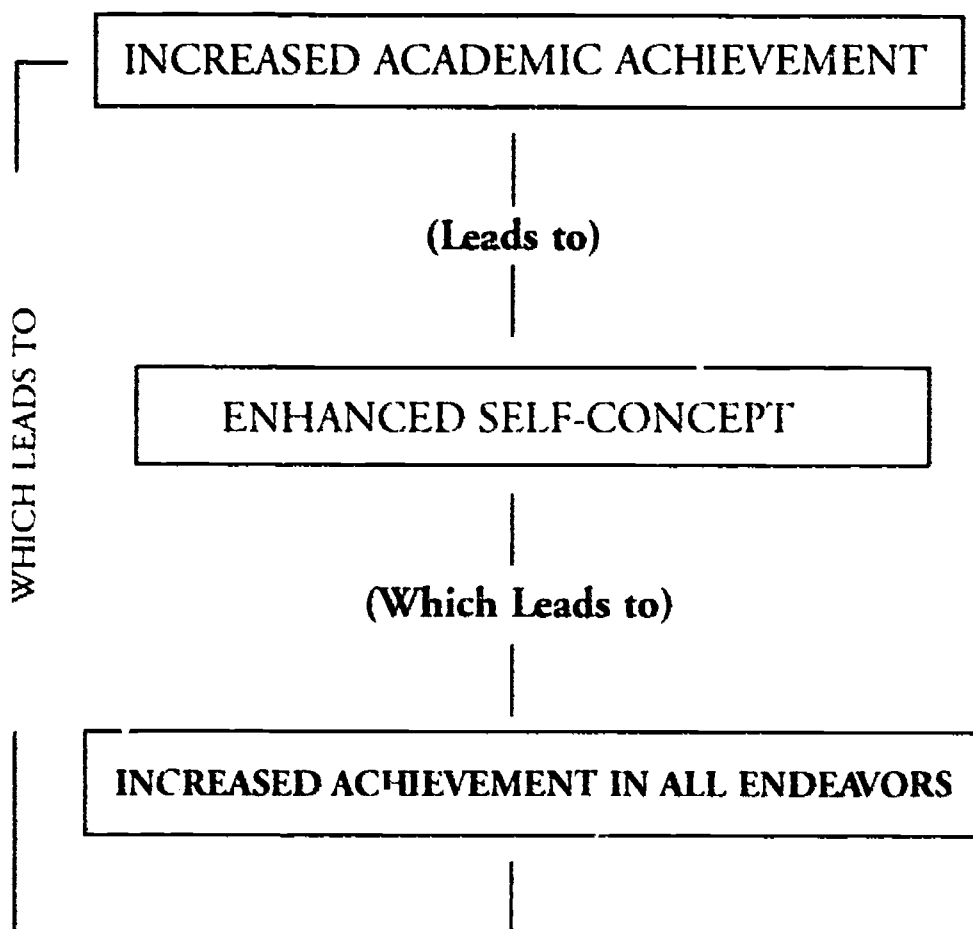 INCREASED ACADEMIC ACHIEVEMENT
(Leads to)
WHICH LEADS TO
ENHANCED SELF-CONCEPT
(Which Leads to)
INCREASED ACHIEVEMENT IN ALL ENDEAVORS